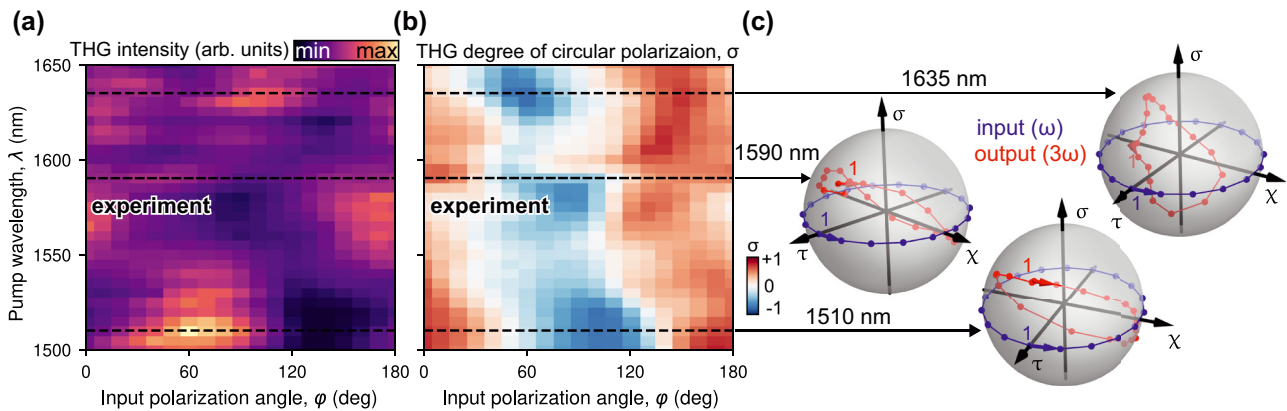 (a)
THG intensity (arb. units)
min
max
Pump wavelength, λ (nm)
1650
1600
1550
1500
experiment
0
60
120
180
Input polarization angle, φ (deg)
(b)
THG degree of circular polarizaion, σ
experiment
0
60
120
180
Input polarization angle, φ (deg)
σ
+1
0
-1
(c)
1635 nm
1590 nm
1510 nm
input (ω)
output (3ω)
σ
τ
χ
1
1
σ
τ
χ
1
1
σ
τ
χ
1
1